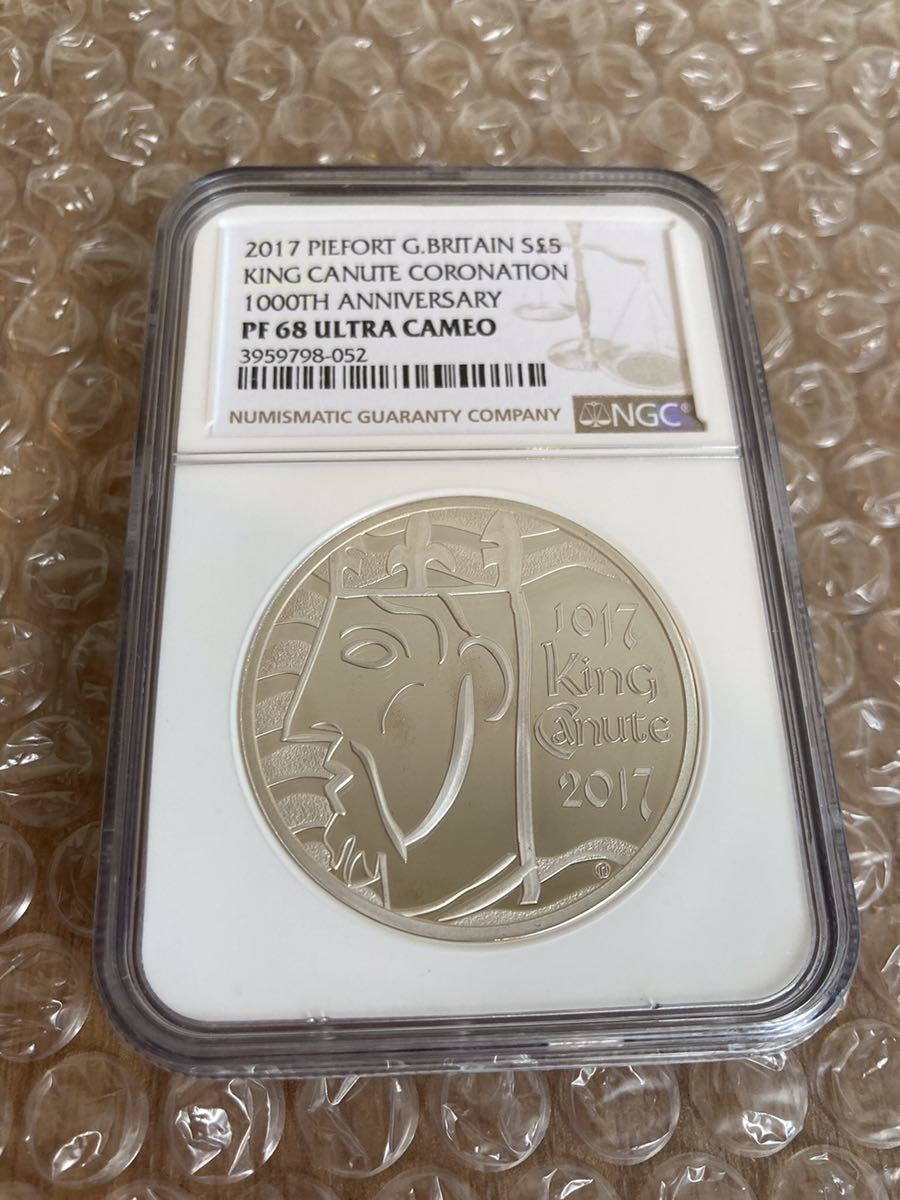 2017 PIEFORT G.BRITAIN S£5
KING CANUTE CORONATION
1000TH ANNIVERSARY
PF 68 ULTRA CAMEO
3959798-052
NUMISMATIC GUARANTY COMPANY
NGC®
1017
King
Canute
2017